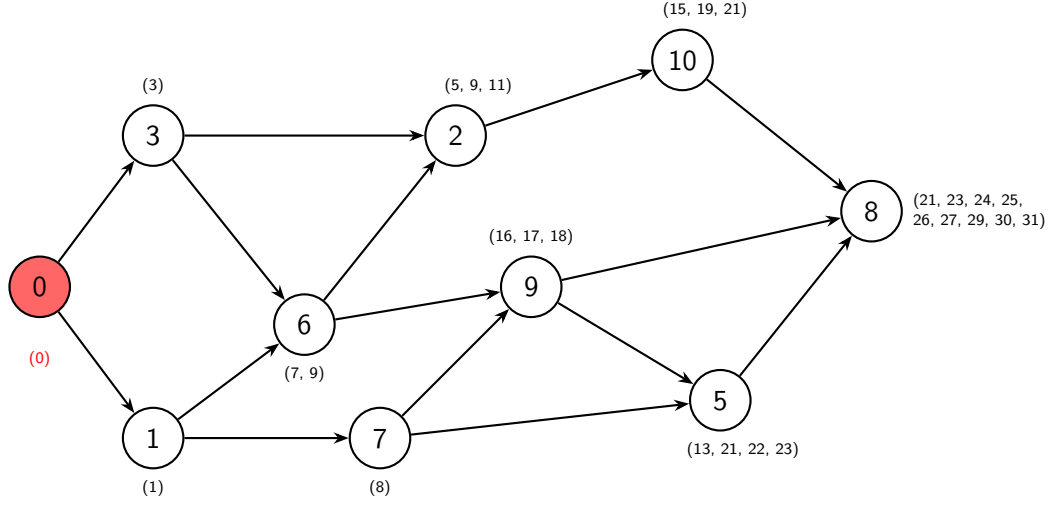 (15, 19, 21)
10
(3)
(5, 9, 11)
3
2
8
(21, 23, 24, 25,
26, 27, 29, 30, 31)
(16, 17, 18)
0
9
6
(0)
(7, 9)
5
1
7
(13, 21, 22, 23)
(1)
(8)